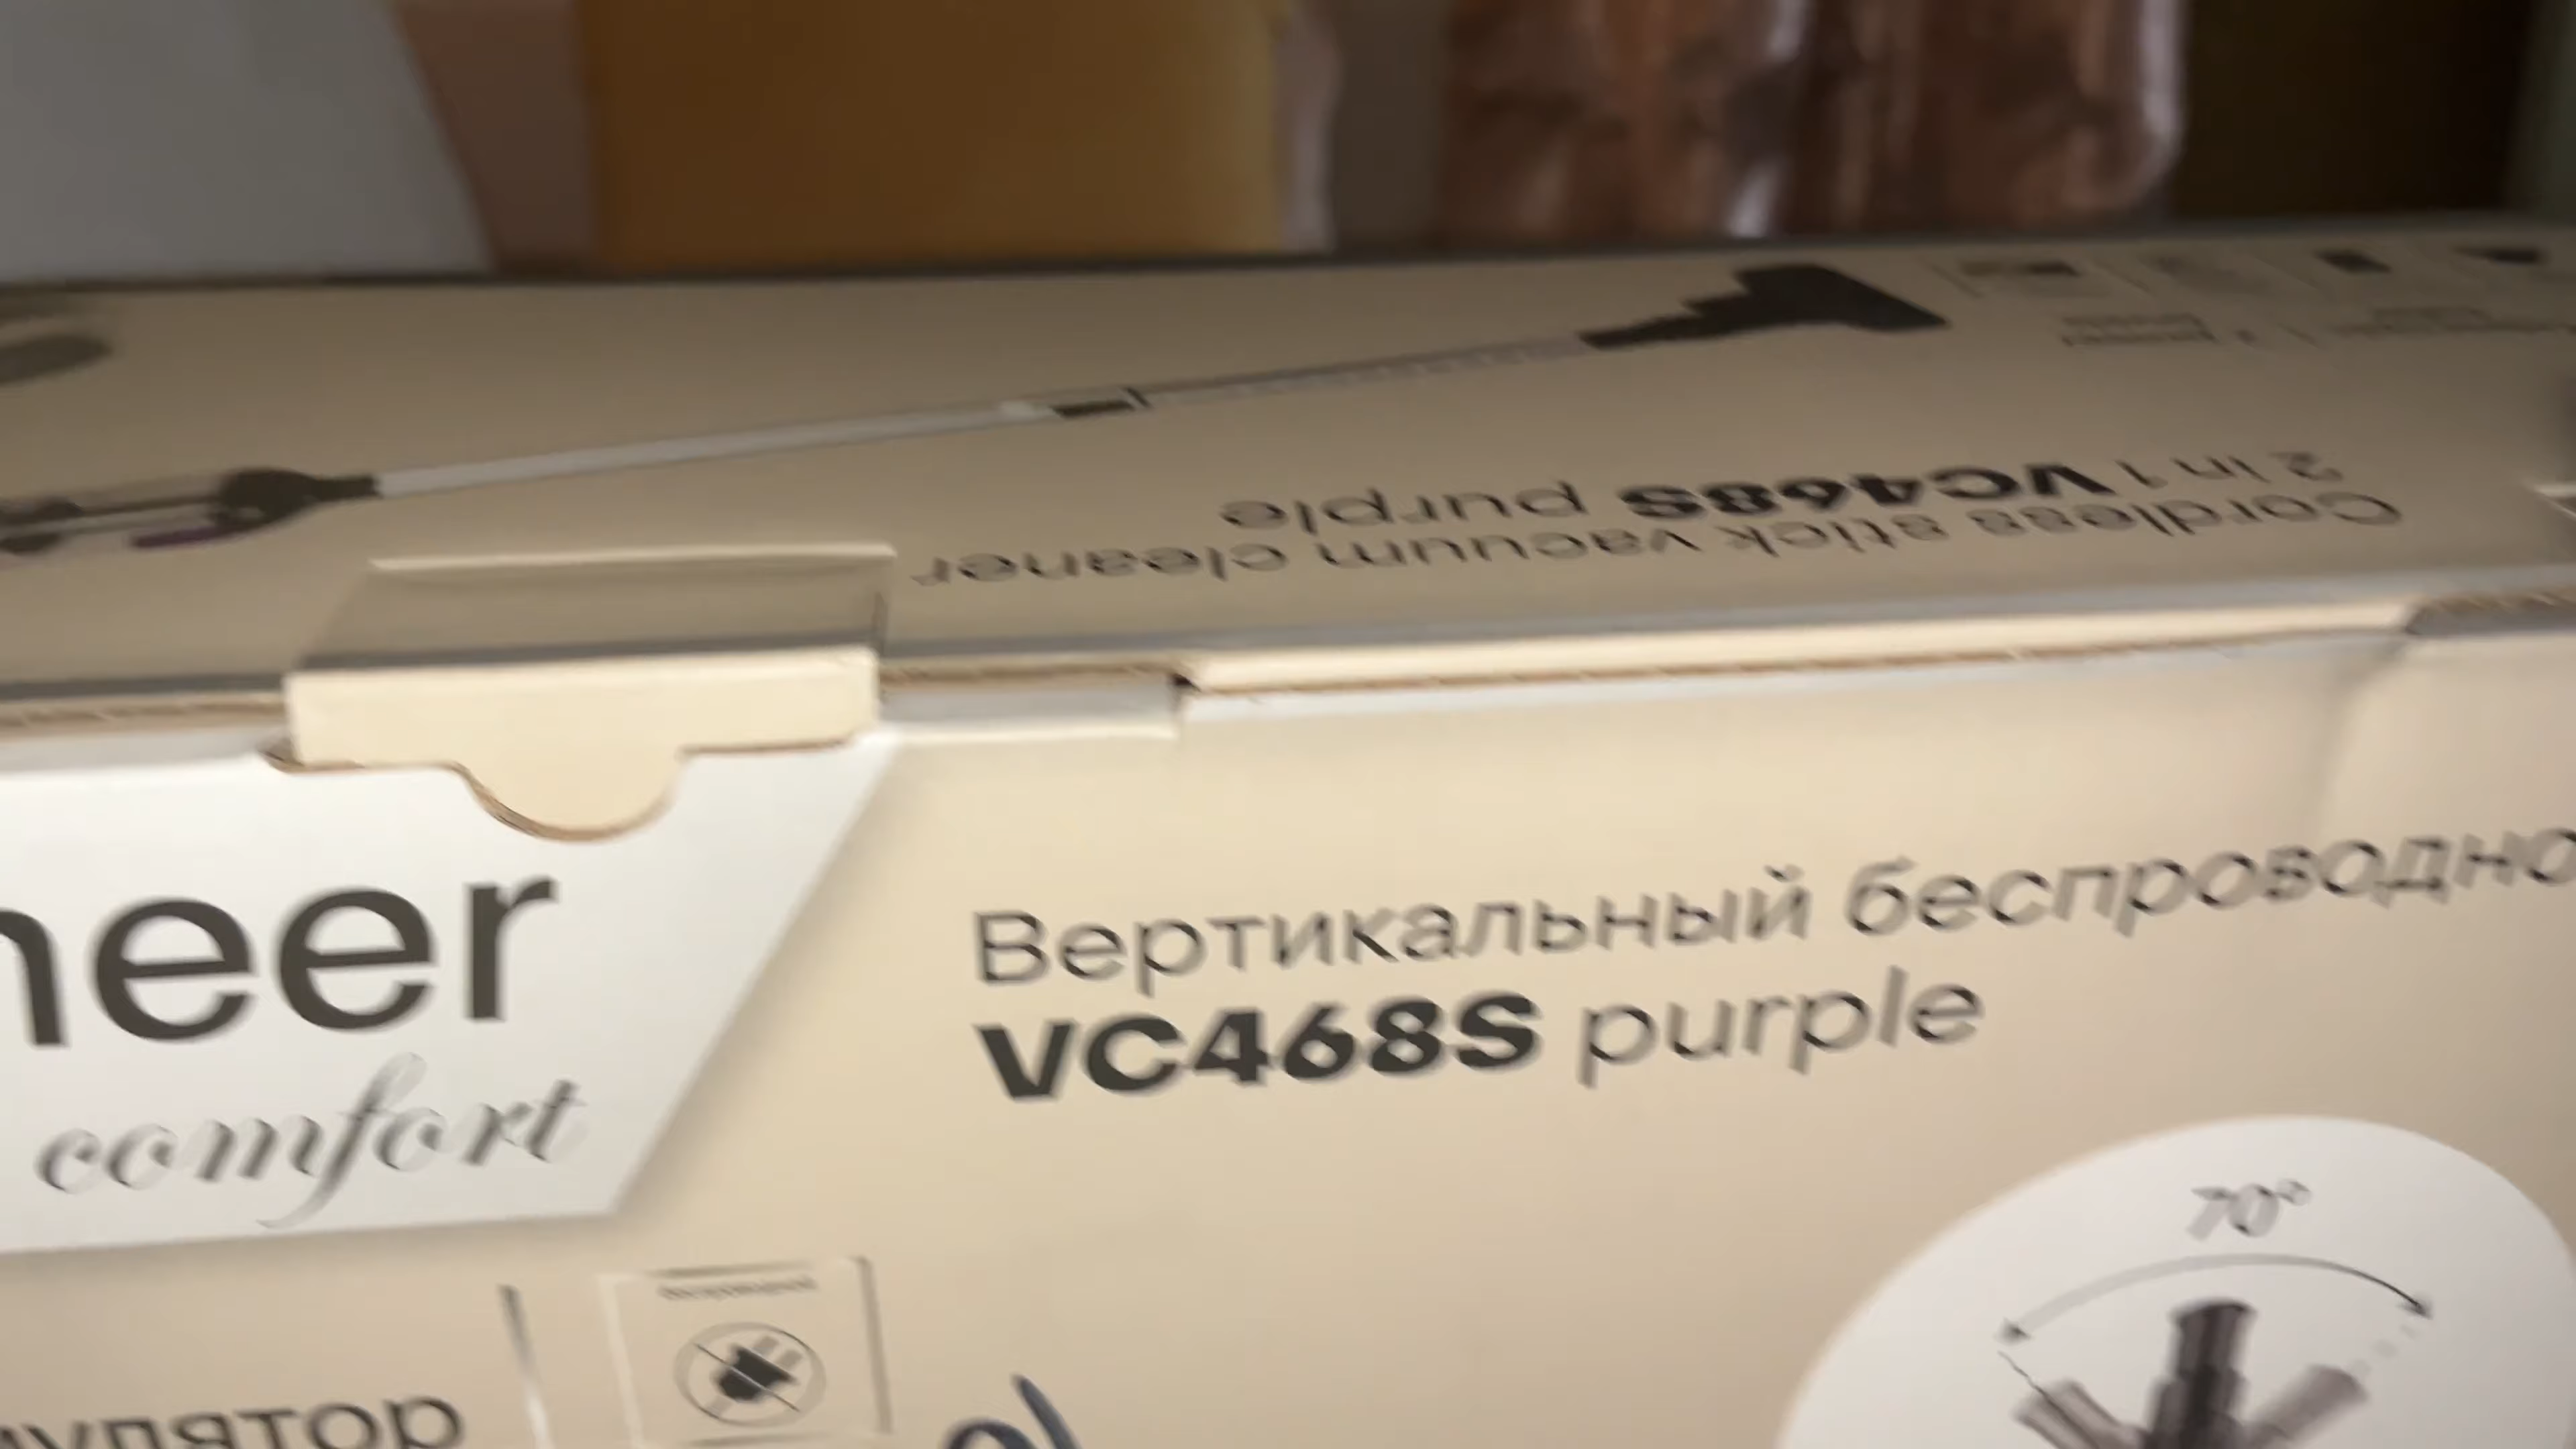 Cordless stick vacuum cleaner
2 in 1 VC468S purple
neer
comfort
Вертикальный беспроводно
VC468S purple
70°
улятор